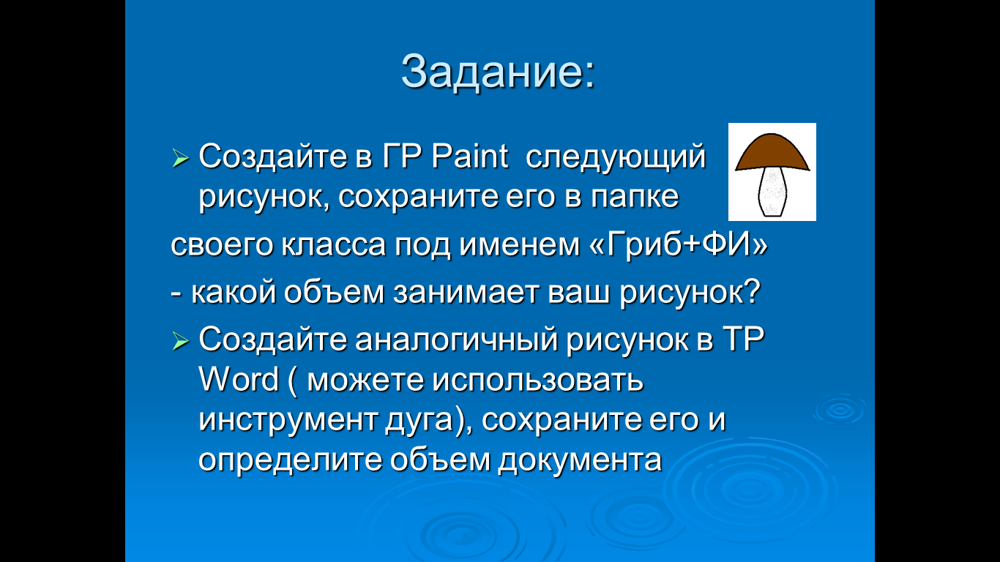 Задание:
Создайте в ГР Paint следующий
рисунок, сохраните его в папке
своего класса под именем «Гриб+ФИ»
- какой объем занимает ваш рисунок?
Создайте аналогичный рисунок в ТР
Word ( можете использовать
инструмент дуга), сохраните его и
определите объем документа